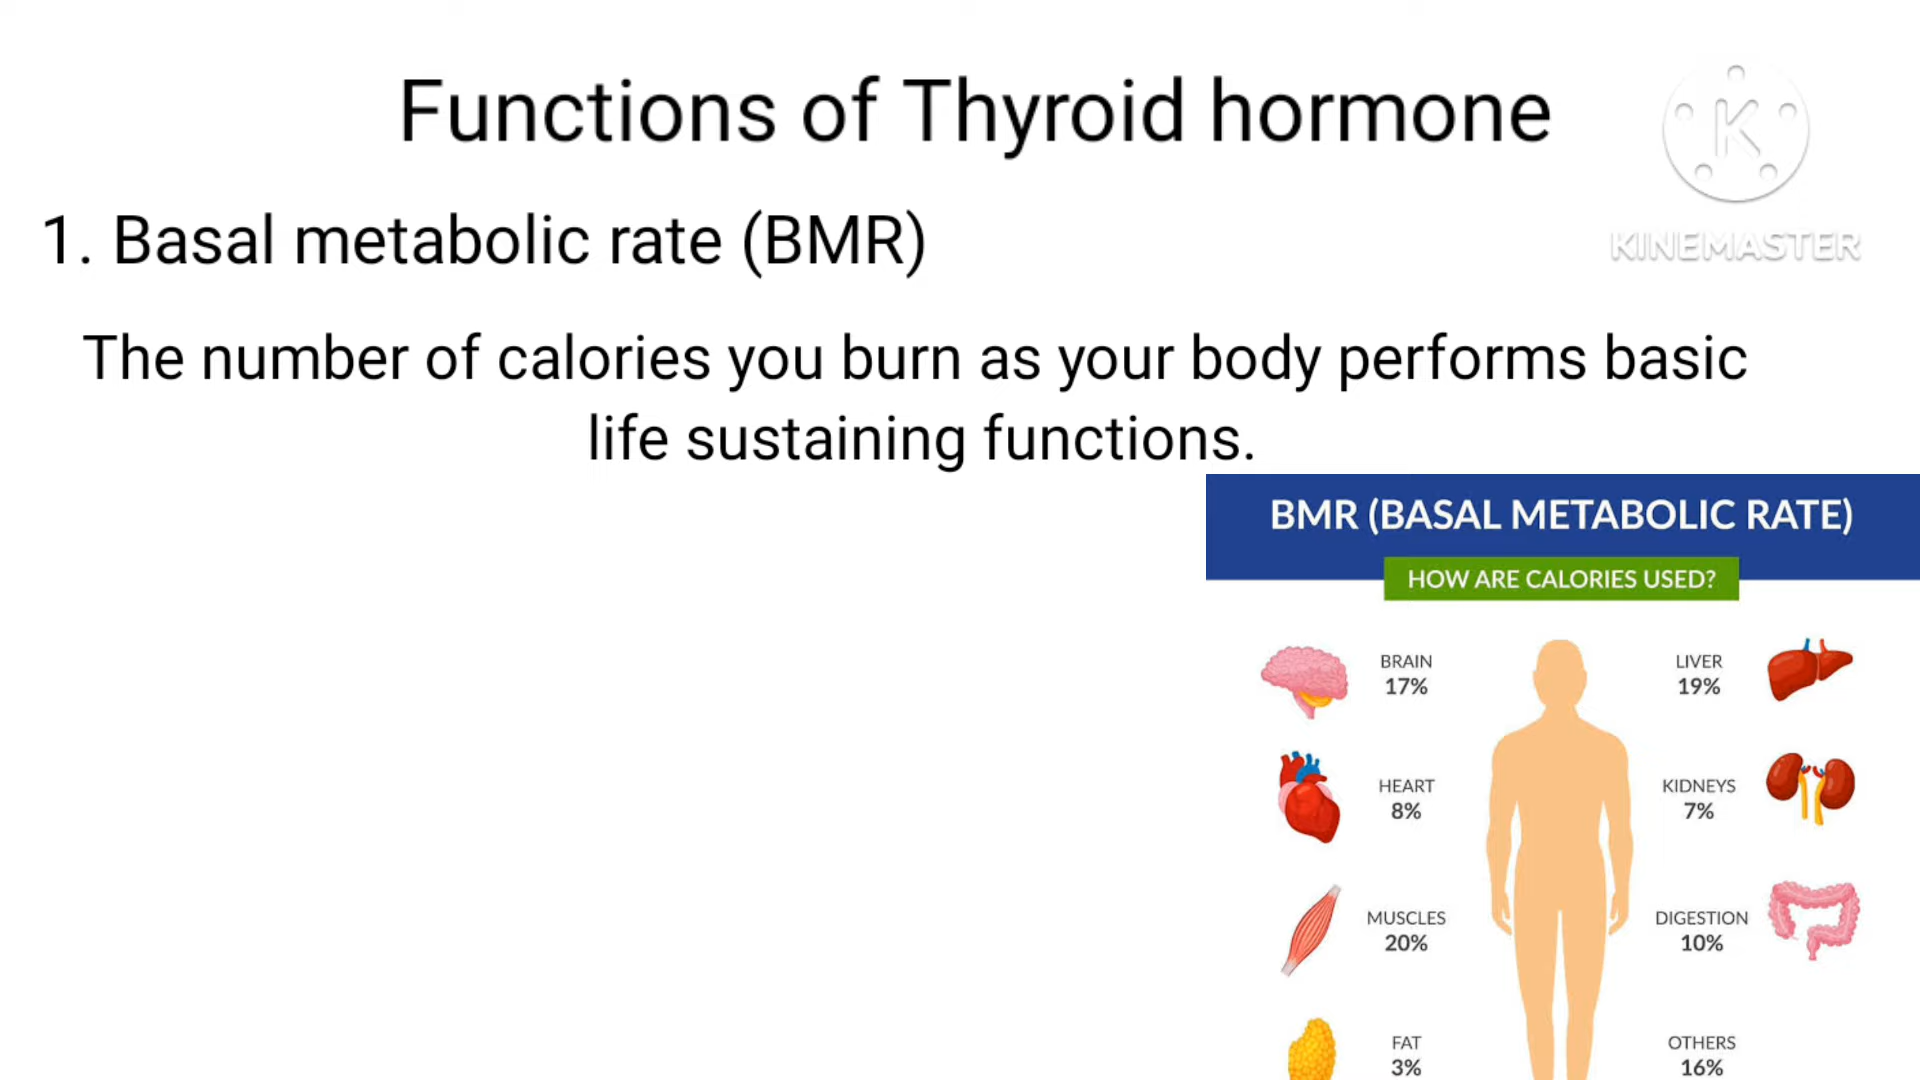 Functions of Thyroid hormone
K
KINEMASTER
1. Basal metabolic rate (BMR)
The number of calories you burn as your body performs basic
life sustaining functions.
BMR (BASAL METABOLIC RATE)
HOW ARE CALORIES USED?
BRAIN
17%
LIVER
19%
HEART
8%
KIDNEYS
7%
MUSCLES
20%
DIGESTION
10%
FAT
3%
OTHERS
16%